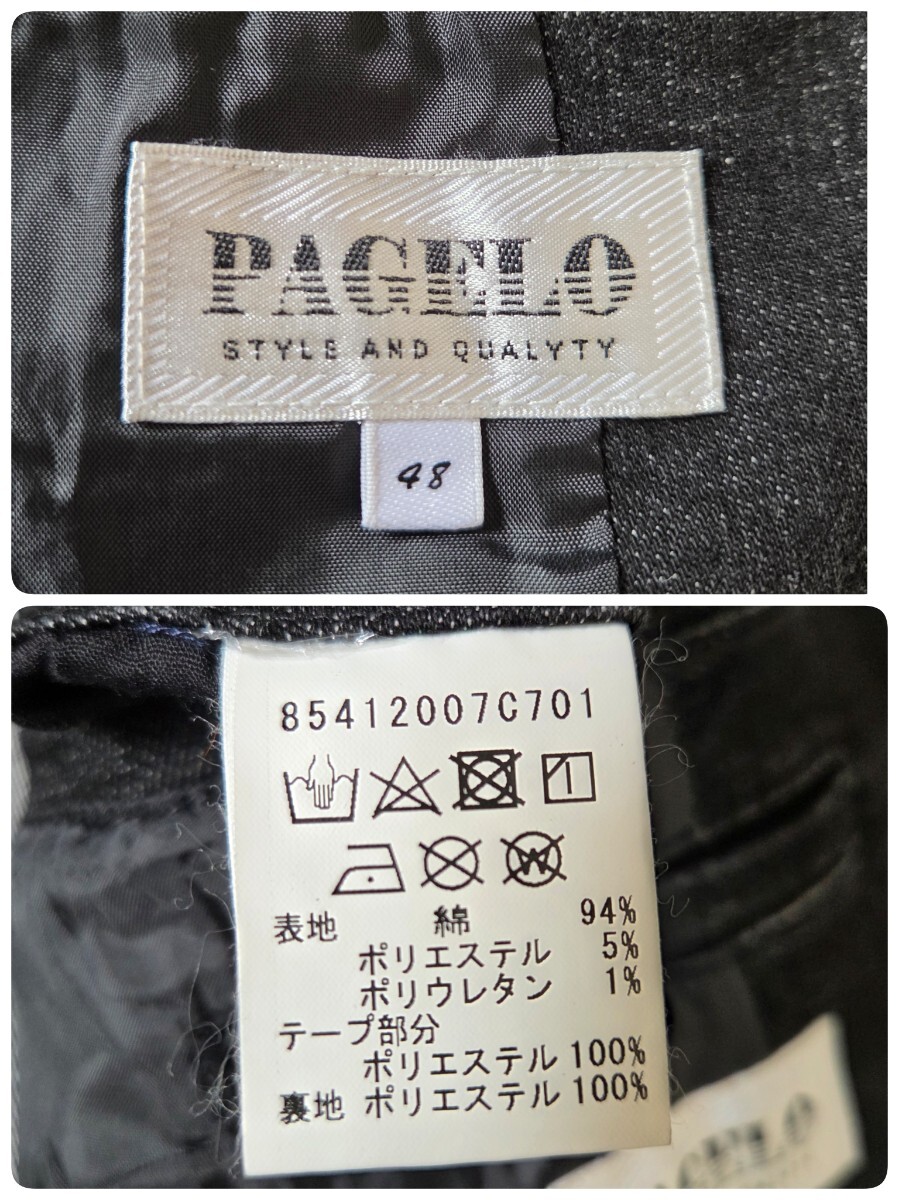 PAGELO
STYLE AND QUALYTY
48
85412007C701
表地 綿 94%
ポリエステル 5%
ポリウレタン 1%
テープ部分
ポリエステル 100%
裏地 ポリエステル 100%
PAGELO